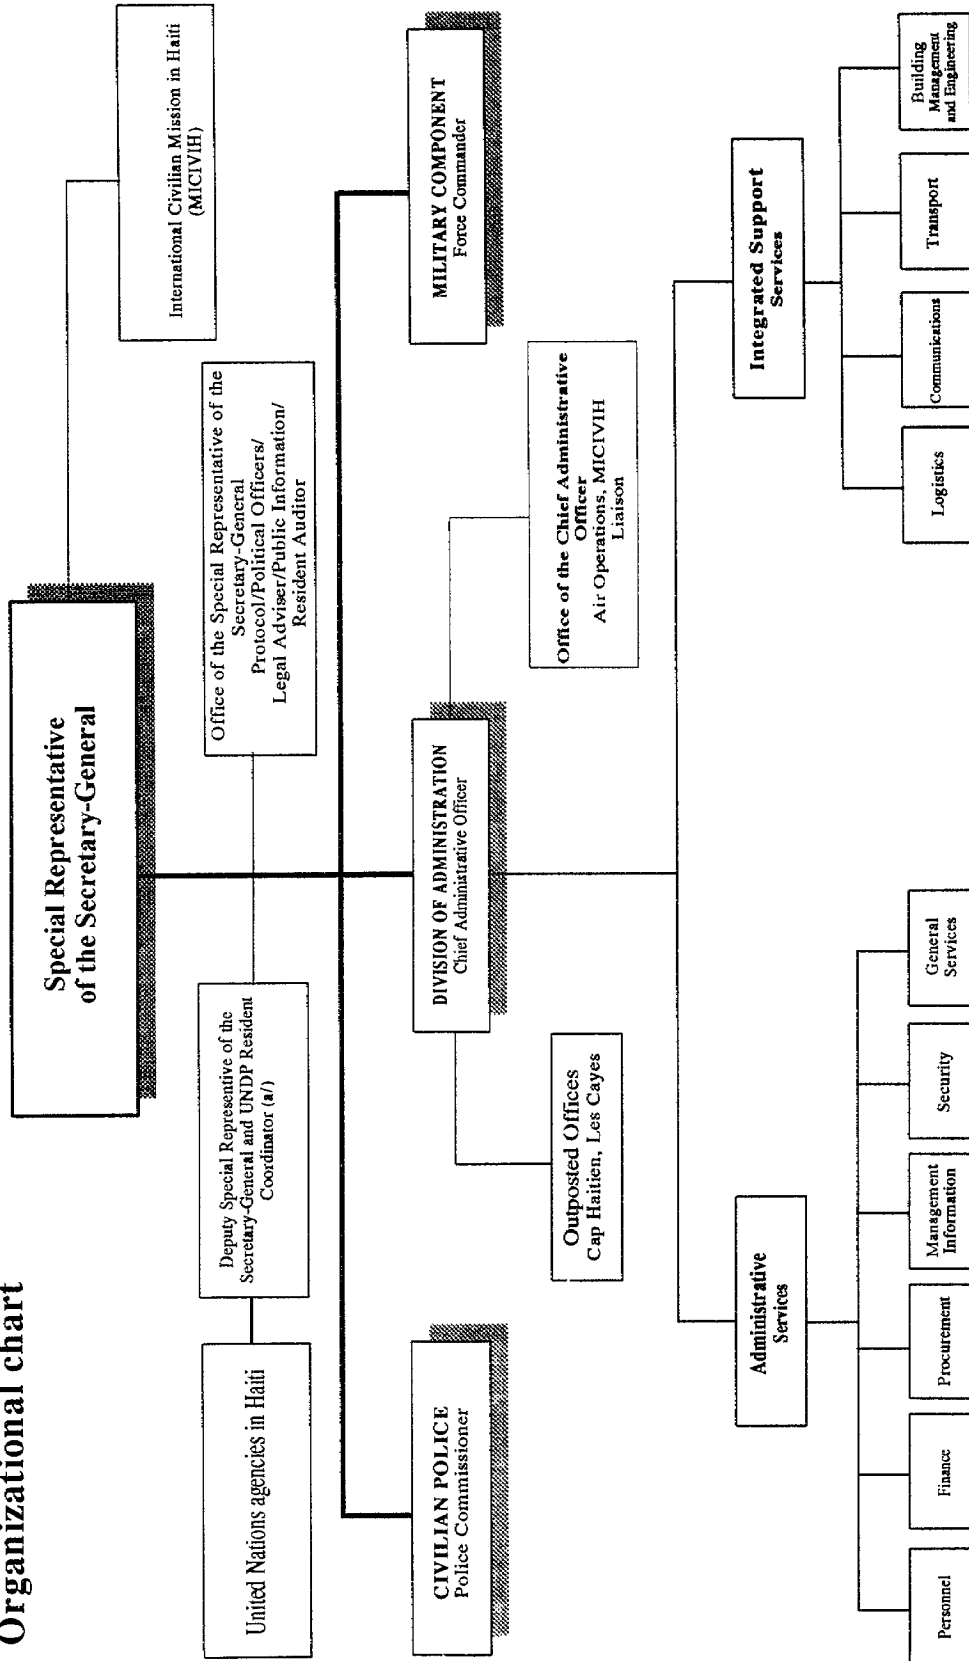 Organizational chart
Special Representative
of the Secretary-General
International Civilian Mission in Haiti
(MICIVIH)
United Nations agencies in Haiti
Deputy Special Representive of the
Secretary-General and UNDP Resident
Coordinator (a/)
Office of the Special Representative of the
Secretary-General
Protocol/Political Officers/
Legal Adviser/Public Information/
Resident Auditor
CIVILIAN POLICE
Police Commissioner
DIVISION OF ADMINISTRATION
Chief Administrative Officer
MILITARY COMPONENT
Force Commander
Outposted Offices
Cap Haitien, Les Cayes
Office of the Chief Administrative
Officer
Air Operations, MICIVIH
Liaison
Administrative
Services
Integrated Support
Services
Personnel
Finance
Procurement
Management
Information
Security
General
Services
Logistics
Communications
Transport
Building
Management
and Engineering